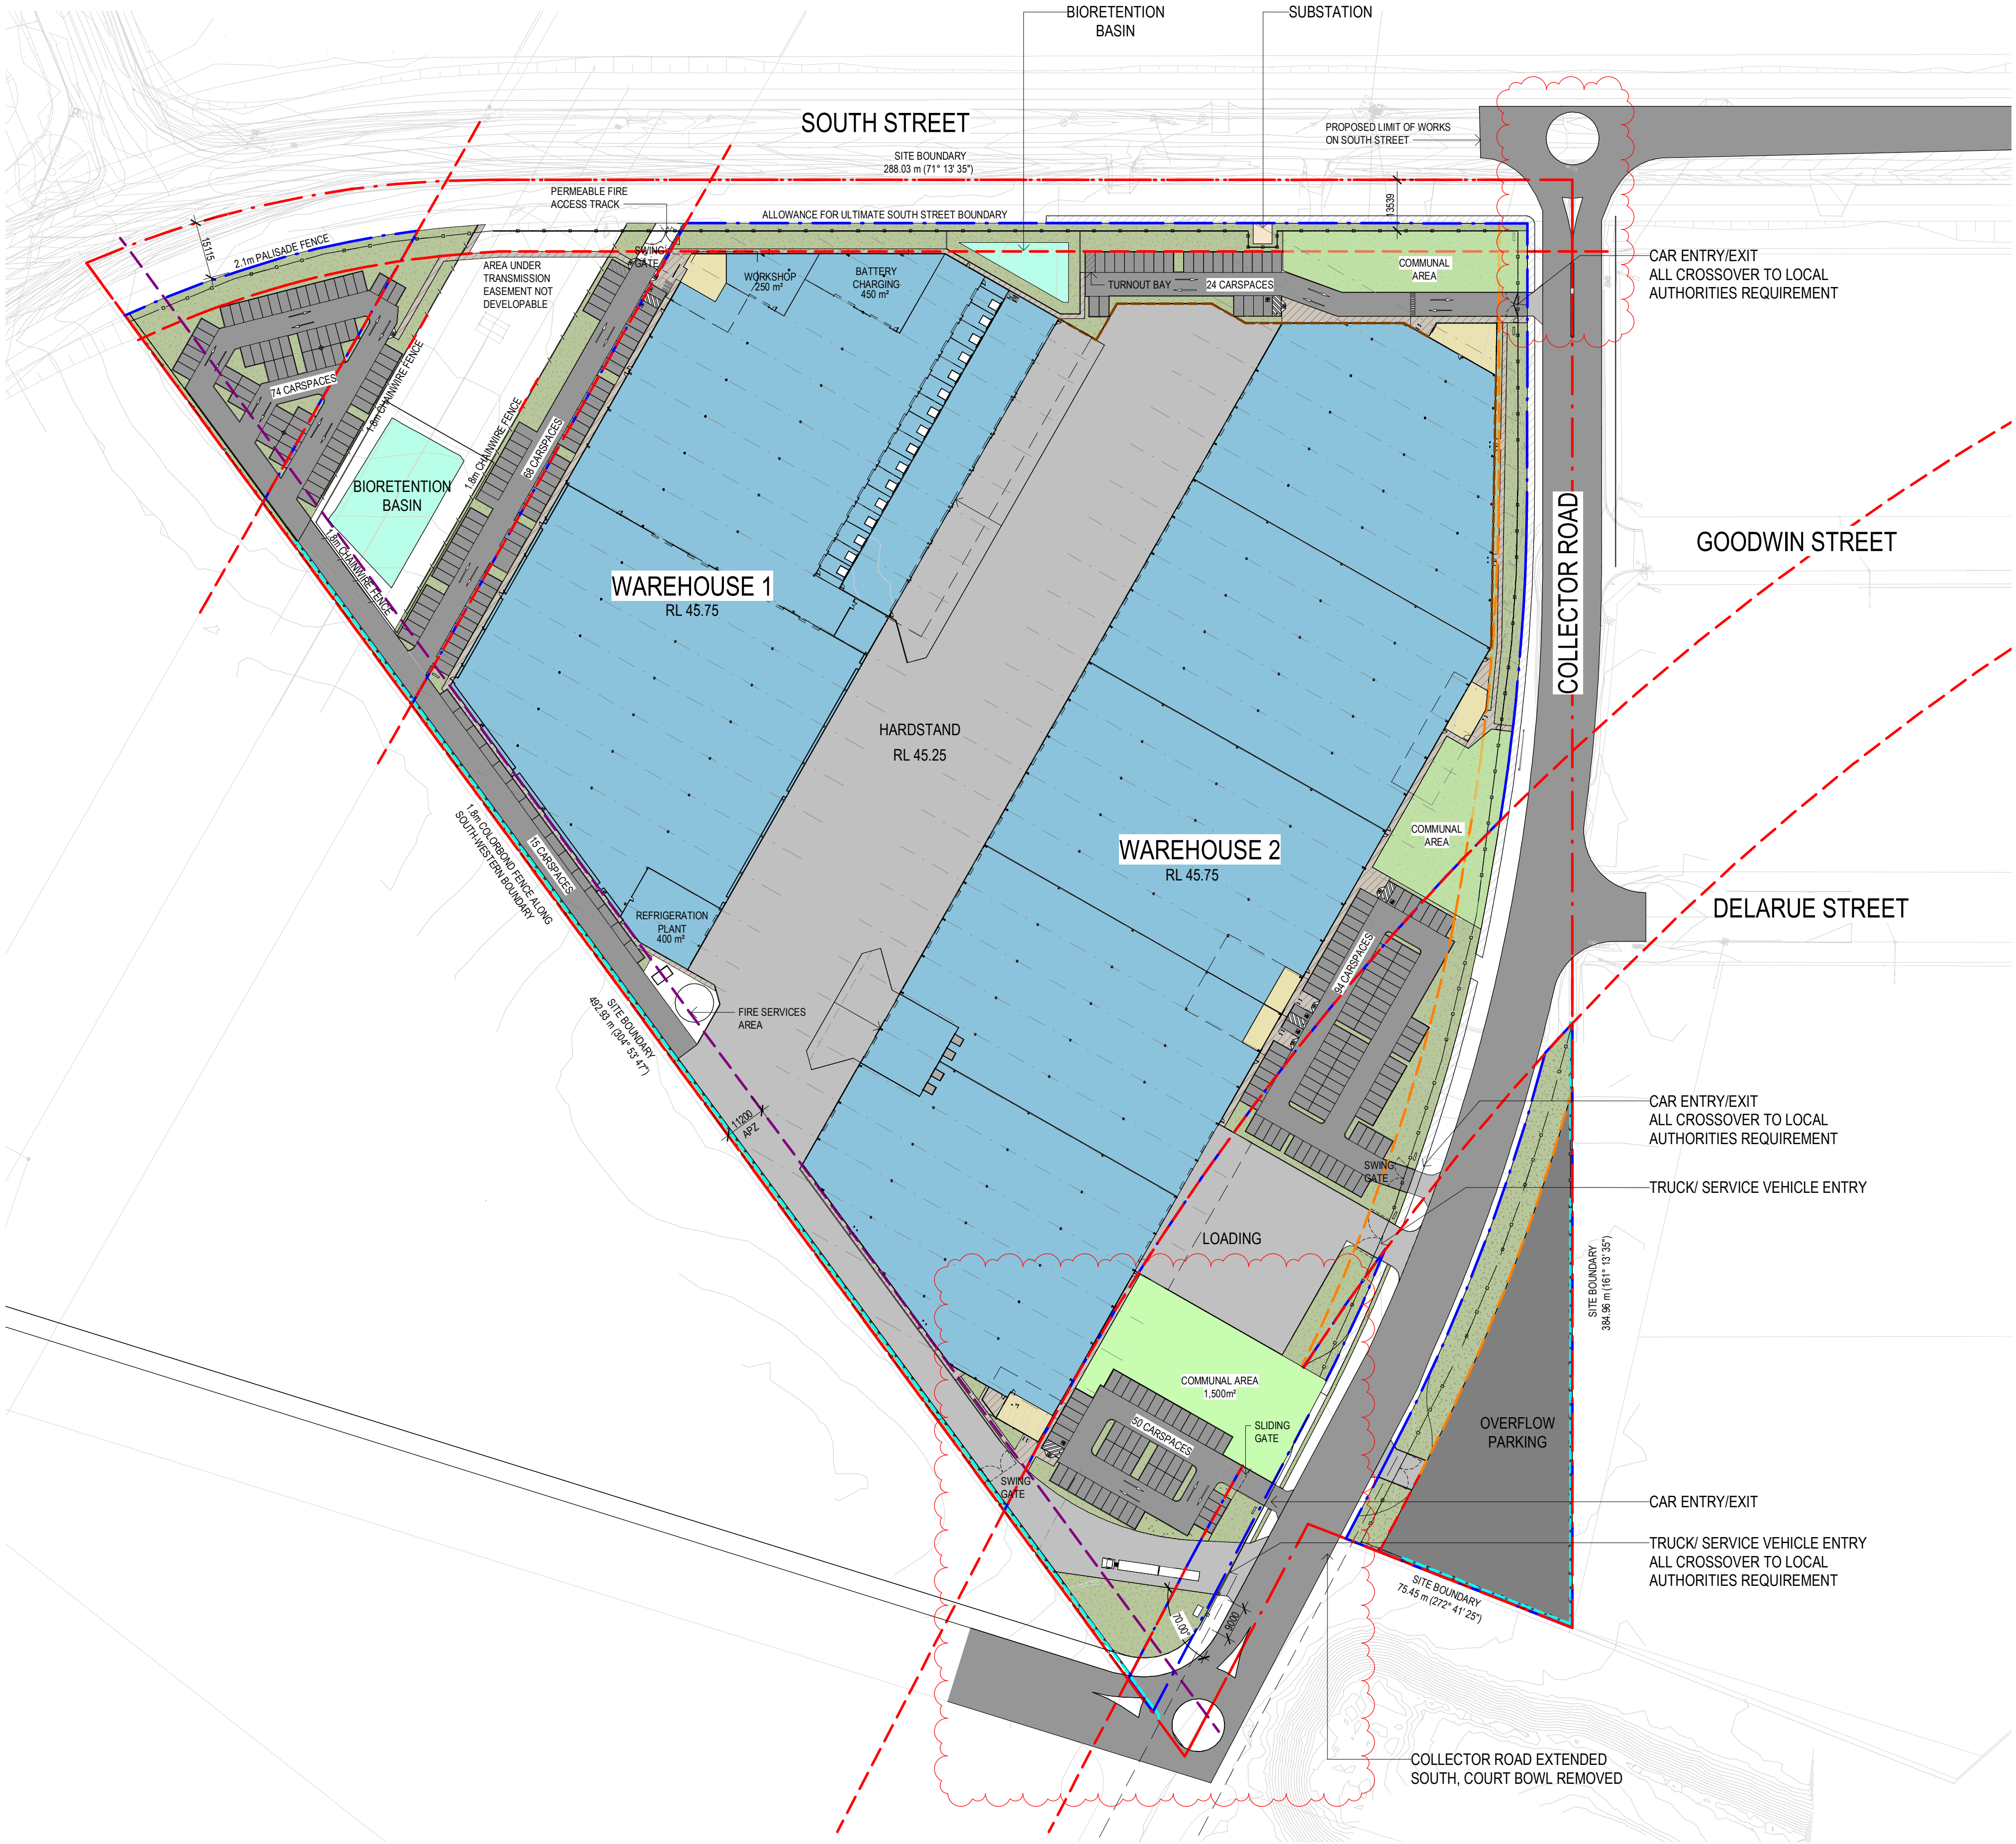 BIORETENTION
BASIN
SUBSTATION
SOUTH STREET
SITE BOUNDARY
288.03 m (71° 13' 35")
PROPOSED LIMIT OF WORKS
ON SOUTH STREET
PERMEABLE FIRE
ACCESS TRACK
ALLOWANCE FOR ULTIMATE SOUTH STREET BOUNDARY
13539
15115
2.1m PALISADE FENCE
SWING
GATE
AREA UNDER
TRANSMISSION
EASEMENT NOT
DEVELOPABLE
WORKSHOP
250 m²
BATTERY
CHARGING
450 m²
TURNOUT BAY
24 CARSPACES
COMMUNAL
AREA
CAR ENTRY/EXIT
ALL CROSSOVER TO LOCAL
AUTHORITIES REQUIREMENT
74 CARSPACES
1.8m CHAINWIRE FENCE
1.8m CHAINWIRE FENCE
68 CARSPACES
BIORETENTION
BASIN
1.8m CHAINWIRE FENCE
WAREHOUSE 1
RL 45.75
COLLECTOR ROAD
GOODWIN STREET
HARDSTAND
RL 45.25
1.8m COLORBOND FENCE ALONG
SOUTH-WESTERN BOUNDARY
15 CARSPACES
COMMUNAL
AREA
WAREHOUSE 2
RL 45.75
REFRIGERATION
PLANT
400 m²
DELARUE STREET
94 CARSPACES
FIRE SERVICES
AREA
SITE BOUNDARY
492.93 m (304° 53' 47")
11200
APZ
CAR ENTRY/EXIT
ALL CROSSOVER TO LOCAL
AUTHORITIES REQUIREMENT
SWING
GATE
TRUCK/ SERVICE VEHICLE ENTRY
LOADING
SITE BOUNDARY
384.96 m (161° 13' 35")
COMMUNAL AREA
1,500m²
50 CARSPACES
SLIDING
GATE
OVERFLOW
PARKING
SWING
GATE
CAR ENTRY/EXIT
TRUCK/ SERVICE VEHICLE ENTRY
ALL CROSSOVER TO LOCAL
AUTHORITIES REQUIREMENT
SITE BOUNDARY
75.45 m (272° 41' 25")
70.00°
9000
COLLECTOR ROAD EXTENDED
SOUTH, COURT BOWL REMOVED